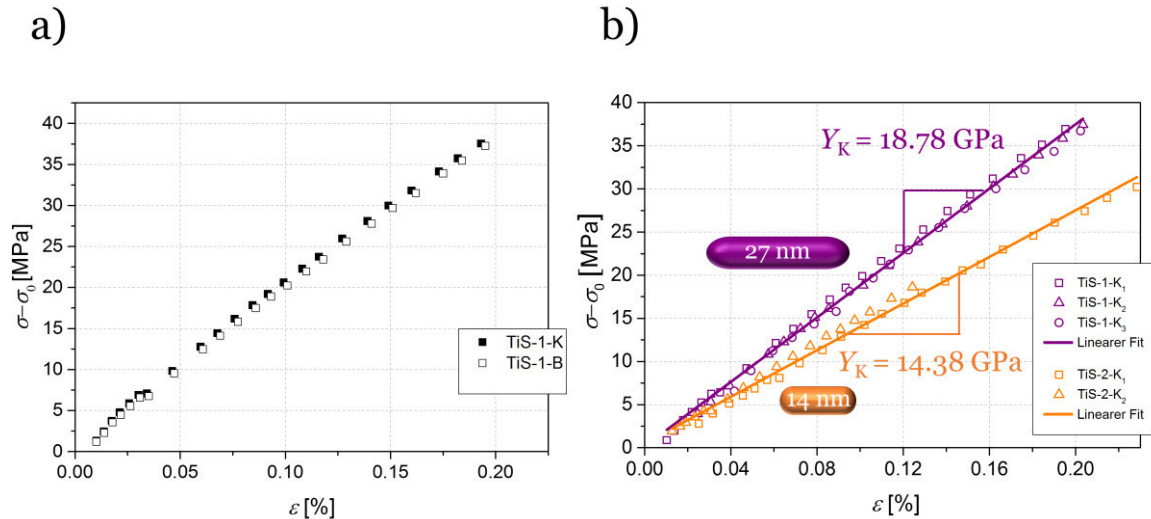 a)
40
35
30
25
20
15
10
5
0
σ–σ₀ [MPa]
TiS-1-K
TiS-1-B
0.00 0.05 0.10 0.15 0.20
ε [%]
b)
40
35
30
25
20
15
10
5
0
σ–σ₀ [MPa]
Y_K = 18.78 GPa
27 nm
Y_K = 14.38 GPa
14 nm
TiS-1-K₁
TiS-1-K₂
TiS-1-K₃
Linearer Fit
TiS-2-K₁
TiS-2-K₂
Linearer Fit
0.00 0.04 0.08 0.12 0.16 0.20
ε [%]